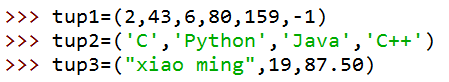 >>> tup1=(2,43,6,80,159,-1)
>>> tup2=('C','Python','Java','C++')
>>> tup3=("xiao ming",19,87.50)